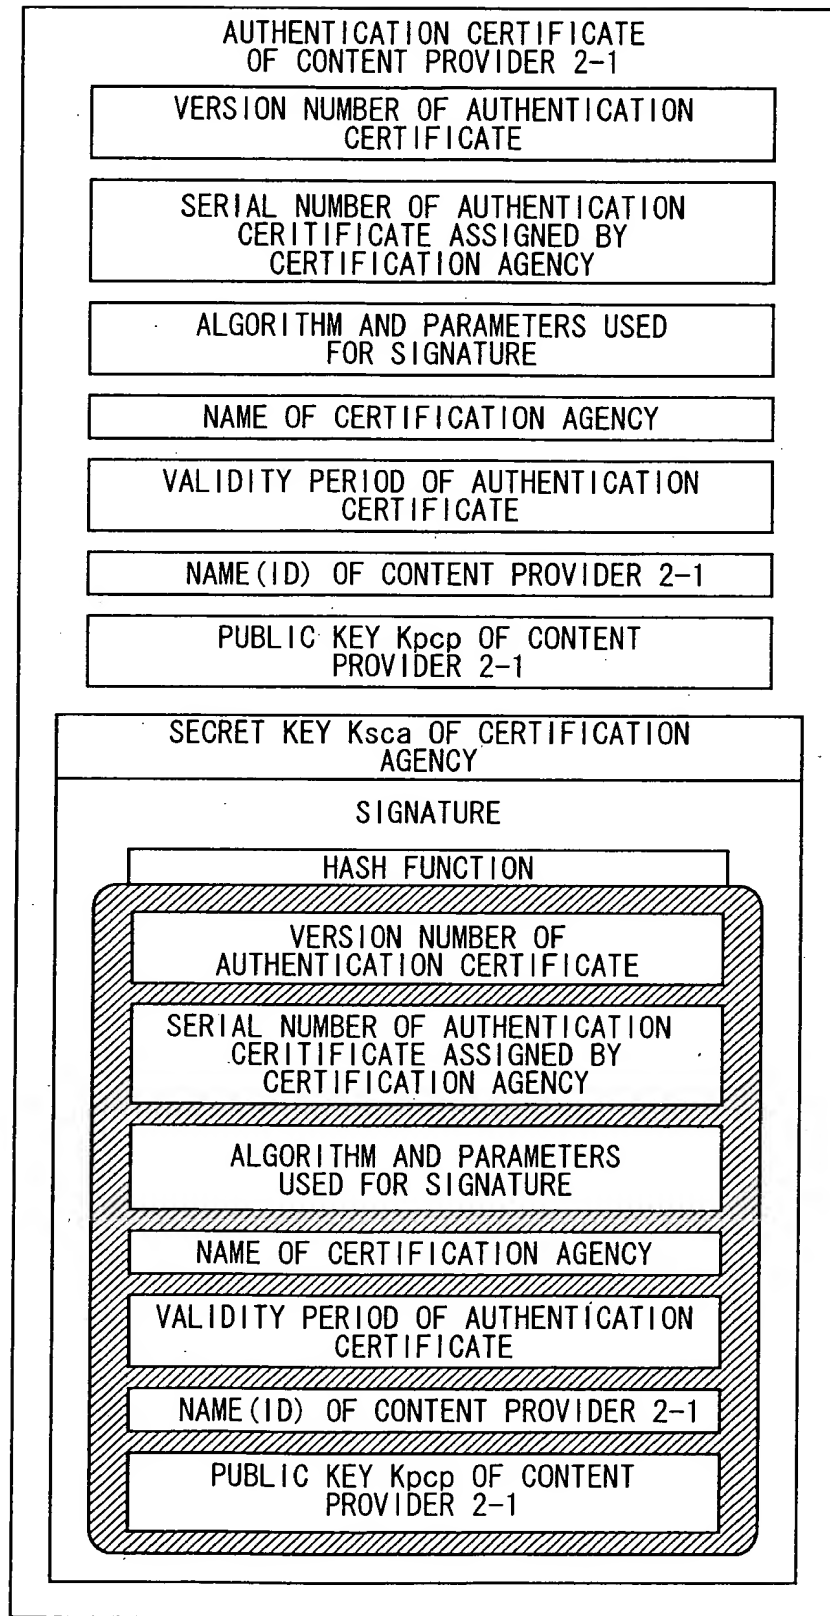 AUTHENTICATION CERTIFICATE
OF CONTENT PROVIDER 2-1
VERSION NUMBER OF AUTHENTICATION
CERTIFICATE
SERIAL NUMBER OF AUTHENTICATION
CERITIFICATE ASSIGNED BY
CERTIFICATION AGENCY
ALGORITHM AND PARAMETERS USED
FOR SIGNATURE
NAME OF CERTIFICATION AGENCY
VALIDITY PERIOD OF AUTHENTICATION
CERTIFICATE
NAME(ID) OF CONTENT PROVIDER 2-1
PUBLIC KEY Kpcp OF CONTENT
PROVIDER 2-1
SECRET KEY Ksca OF CERTIFICATION
AGENCY
SIGNATURE
HASH FUNCTION
VERSION NUMBER OF
AUTHENTICATION CERTIFICATE
SERIAL NUMBER OF AUTHENTICATION
CERITIFICATE ASSIGNED BY
CERTIFICATION AGENCY
ALGORITHM AND PARAMETERS
USED FOR SIGNATURE
NAME OF CERTIFICATION AGENCY
VALIDITY PERIOD OF AUTHENTICATION
CERTIFICATE
NAME(ID) OF CONTENT PROVIDER 2-1
PUBLIC KEY Kpcp OF CONTENT
PROVIDER 2-1